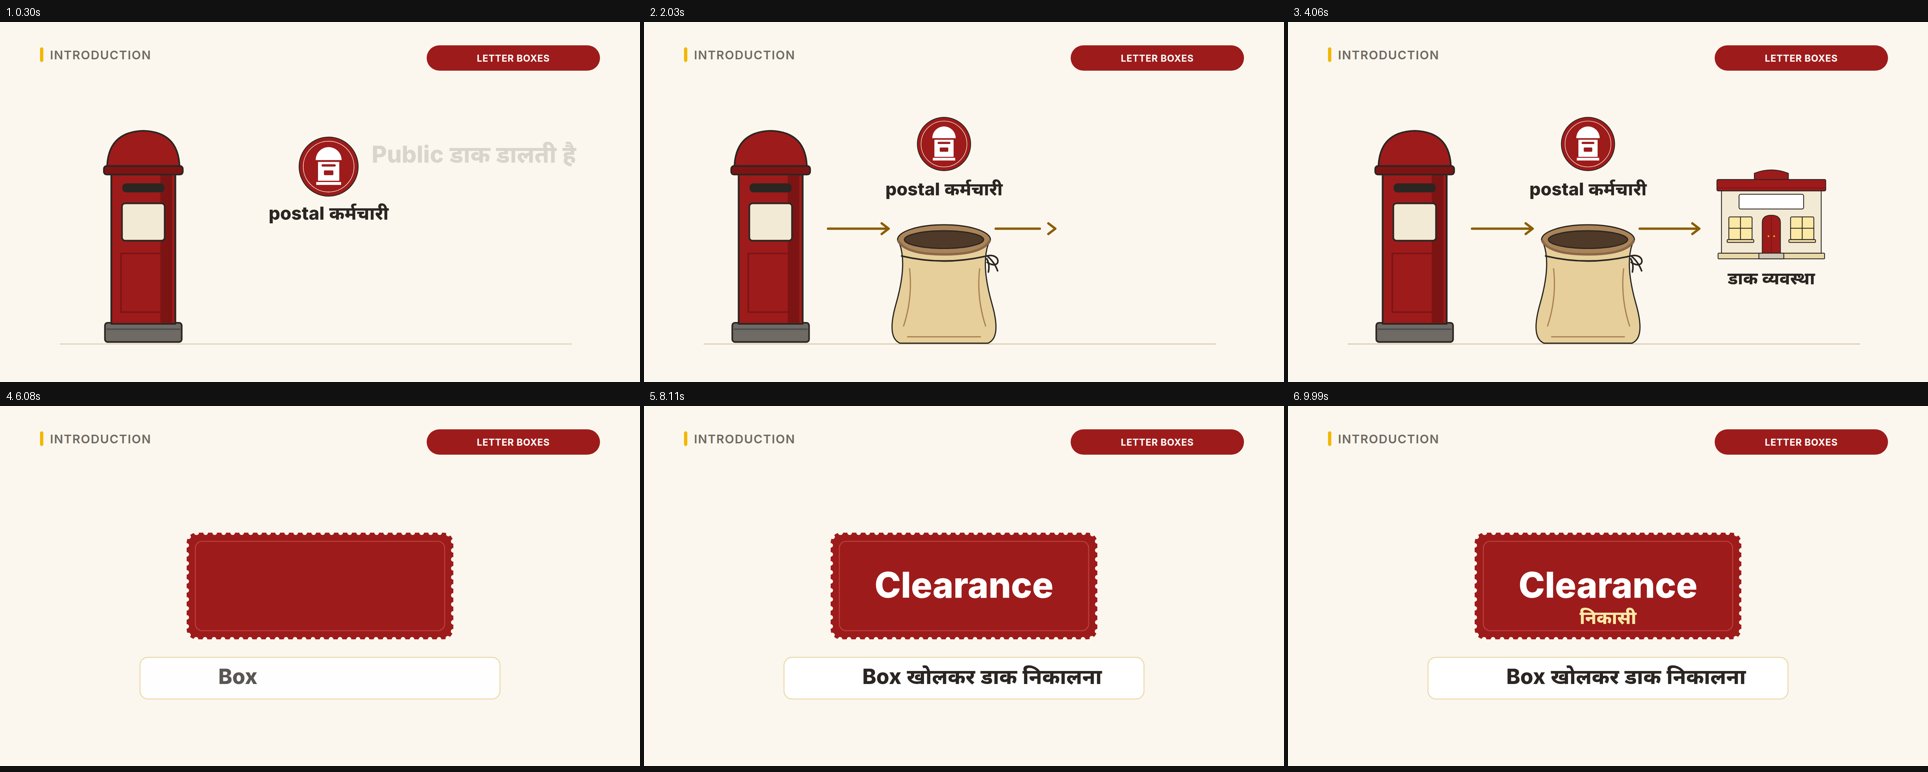 1. 0.30s
INTRODUCTION
LETTER BOXES
Public डाक डालती है
postal कर्मचारी
2. 2.03s
INTRODUCTION
LETTER BOXES
postal कर्मचारी
3. 4.06s
INTRODUCTION
LETTER BOXES
postal कर्मचारी
डाक व्यवस्था
4. 6.08s
INTRODUCTION
LETTER BOXES
Box
5. 8.11s
INTRODUCTION
LETTER BOXES
Clearance
Box खोलकर डाक निकालना
6. 9.99s
INTRODUCTION
LETTER BOXES
Clearance
निकासी
Box खोलकर डाक निकालना